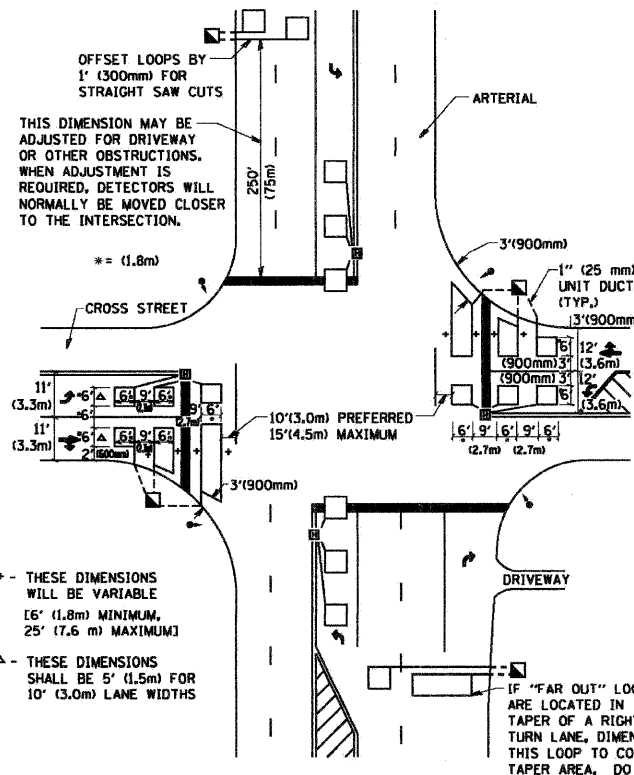 OFFSET LOOPS BY
1' (300mm) FOR
STRAIGHT SAW CUTS
THIS DIMENSION MAY BE
ADJUSTED FOR DRIVEWAY
OR OTHER OBSTRUCTIONS.
WHEN ADJUSTMENT IS
REQUIRED, DETECTORS WILL
NORMALLY BE MOVED CLOSER
TO THE INTERSECTION.
250'
(75m)
ARTERIAL
*= (1.8m)
3'(900mm)
1" (25 mm)
UNIT DUCT
(TYP.)
CROSS STREET
3'(900mm
6'
12'
(3.6m)
(900mm) 3'
(900mm) 3'
12'
(3.6m)
6'
11'
(3.3m)
*6'
6'
9'
6'
9'
6'
(2.7m)
11'
(3.3m)
*6'
6'
9'
6'
2'
(600mm)
10'(3.0m) PREFERRED
15'(4.5m) MAXIMUM
6' 9' 6' 9' 6'
(2.7m) (2.7m)
3'(900mm)
+ - THESE DIMENSIONS
WILL BE VARIABLE
[6' (1.8m) MINIMUM,
25' (7.6 m) MAXIMUM]
DRIVEWAY
- THESE DIMENSIONS
SHALL BE 5' (1.5m) FOR
10' (3.0m) LANE WIDTHS
IF "FAR OUT" LOO
ARE LOCATED IN
TAPER OF A RIGHT
TURN LANE, DIMEN
THIS LOOP TO CO
TAPER AREA. DO